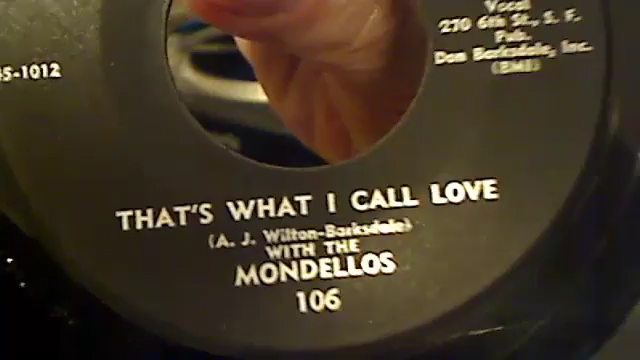 Vocal
270 6th St., S. F.
Pub.
Don Barksdale, Inc.
(BMI)
45-1012
THAT'S WHAT I CALL LOVE
(A. J. Wilton-Barksdale)
WITH THE
MONDELLOS
106